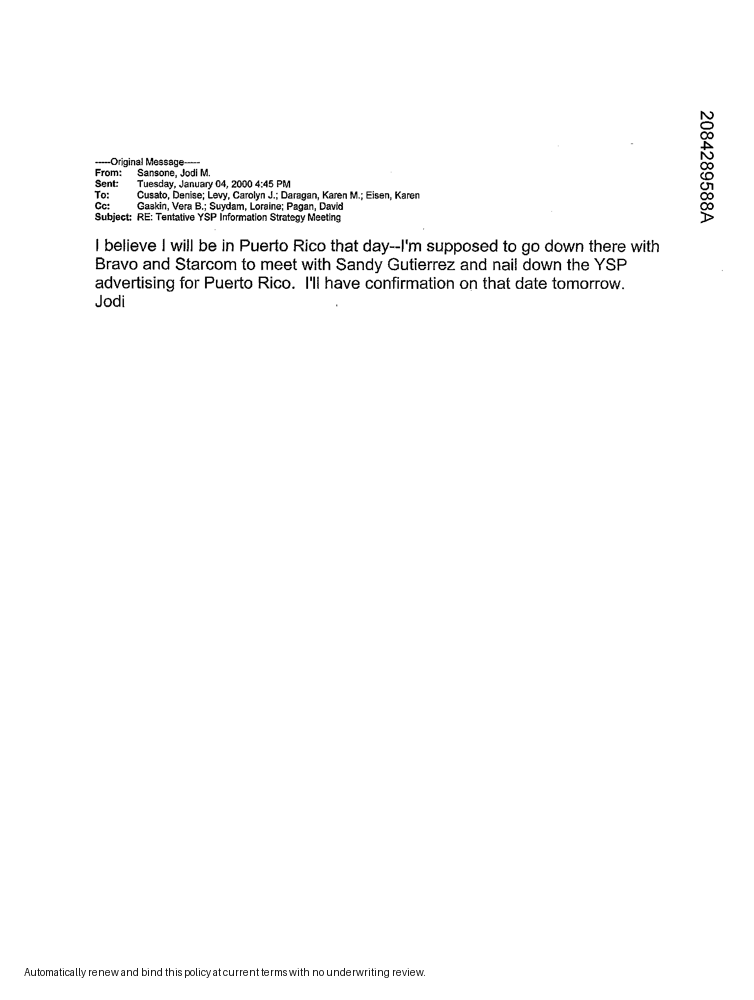 2084289588A
-----Original Message-----
From: Sansone, Jodi M.
Sent: Tuesday, January 04, 2000 4:45 PM
To: Cusato, Denise; Levy, Carolyn J.; Daragan, Karen M.; Eisen, Karen
Cc: Gaskin, Vera B.; Suydam, Loraine; Pagan, David
Subject: RE: Tentative YSP Information Strategy Meeting
I believe I will be in Puerto Rico that day--I'm supposed to go down there with
Bravo and Starcom to meet with Sandy Gutierrez and nail down the YSP
advertising for Puerto Rico. I'll have confirmation on that date tomorrow.
Jodi
Automatically renew and bind this policy at current terms with no underwriting review.